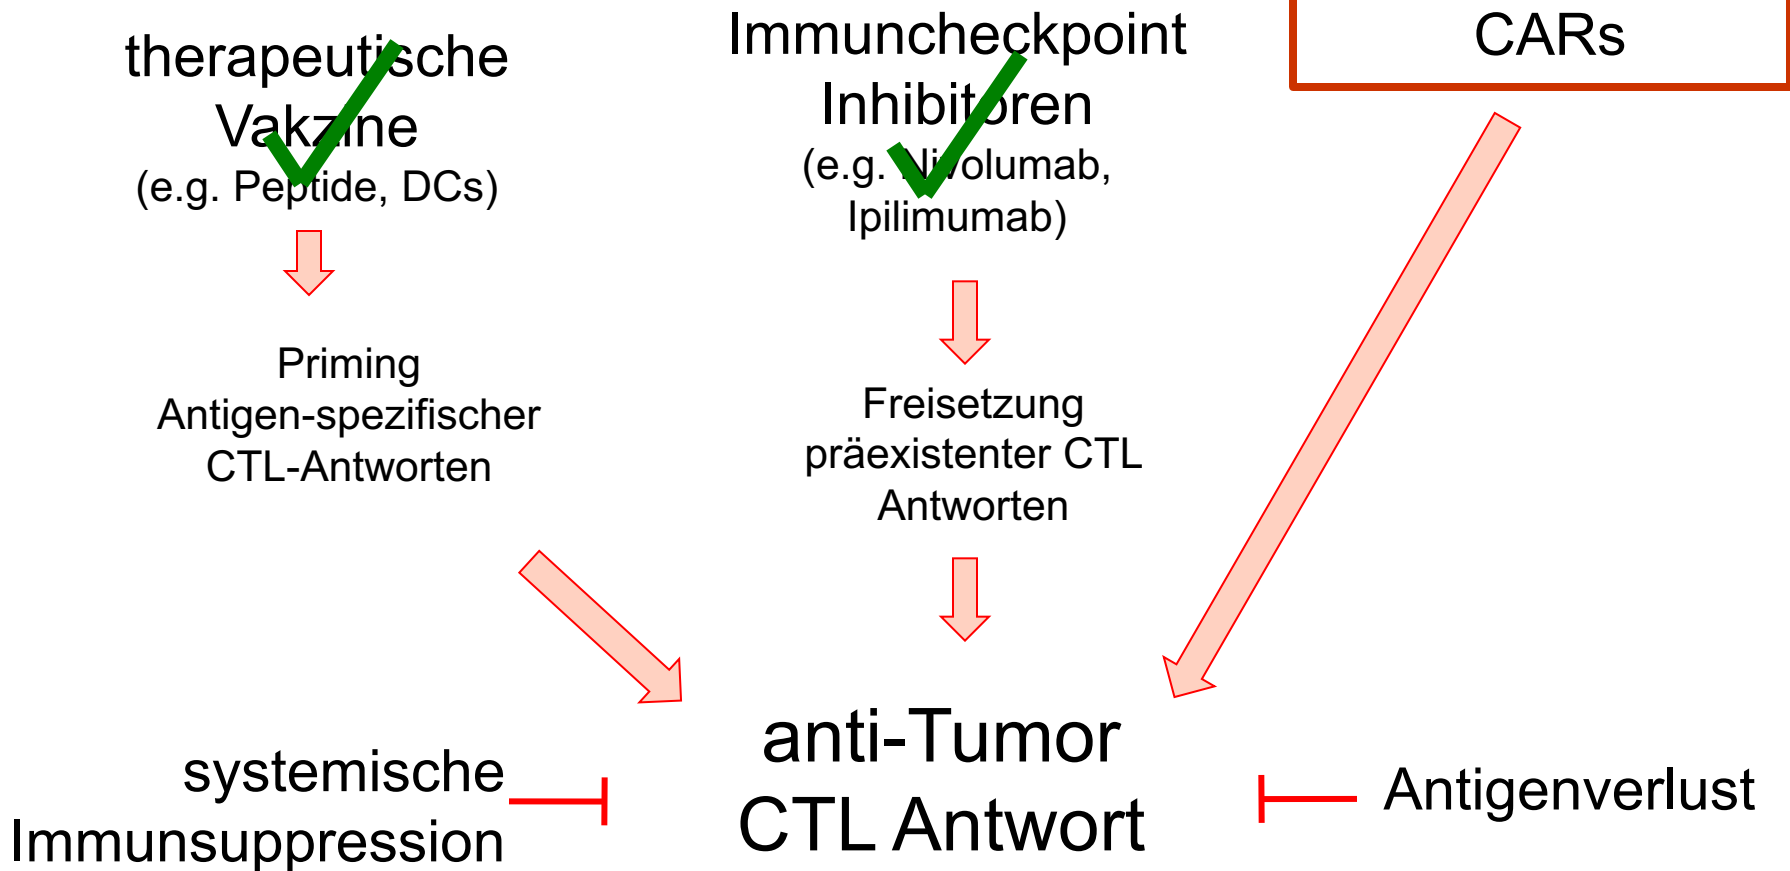 therapeutische
Vakzine
(e.g. Peptide, DCs)
Immuncheckpoint
Inhibitoren
(e.g. Nivolumab,
Ipilimumab)
CARs
Priming
Antigen-spezifischer
CTL-Antworten
Freisetzung
präexistenter CTL
Antworten
systemische
Immunsuppression
anti-Tumor
CTL Antwort
Antigenverlust